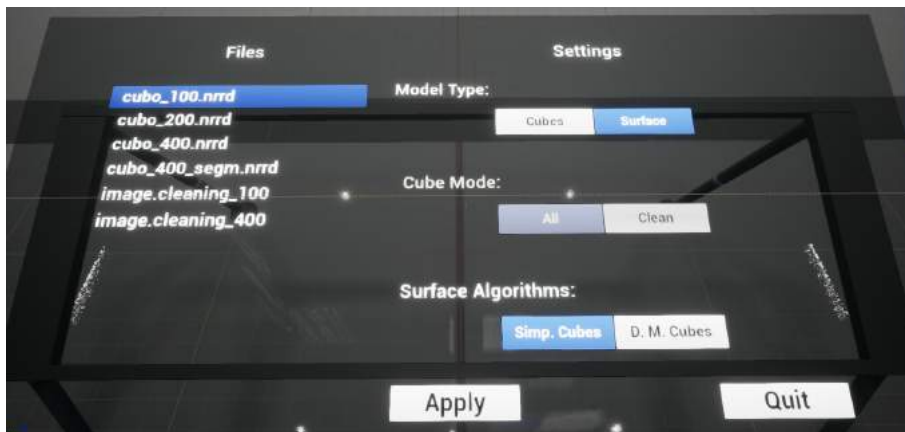 Files
cubo_100.nrrd
cubo_200.nrrd
cubo_400.nrrd
cubo_400_segm.nrrd
image.cleaning_100
image.cleaning_400
Settings
Model Type:
Cubes Surface
Cube Mode:
All Clean
Surface Algorithms:
Simp. Cubes D. M. Cubes
Apply Quit